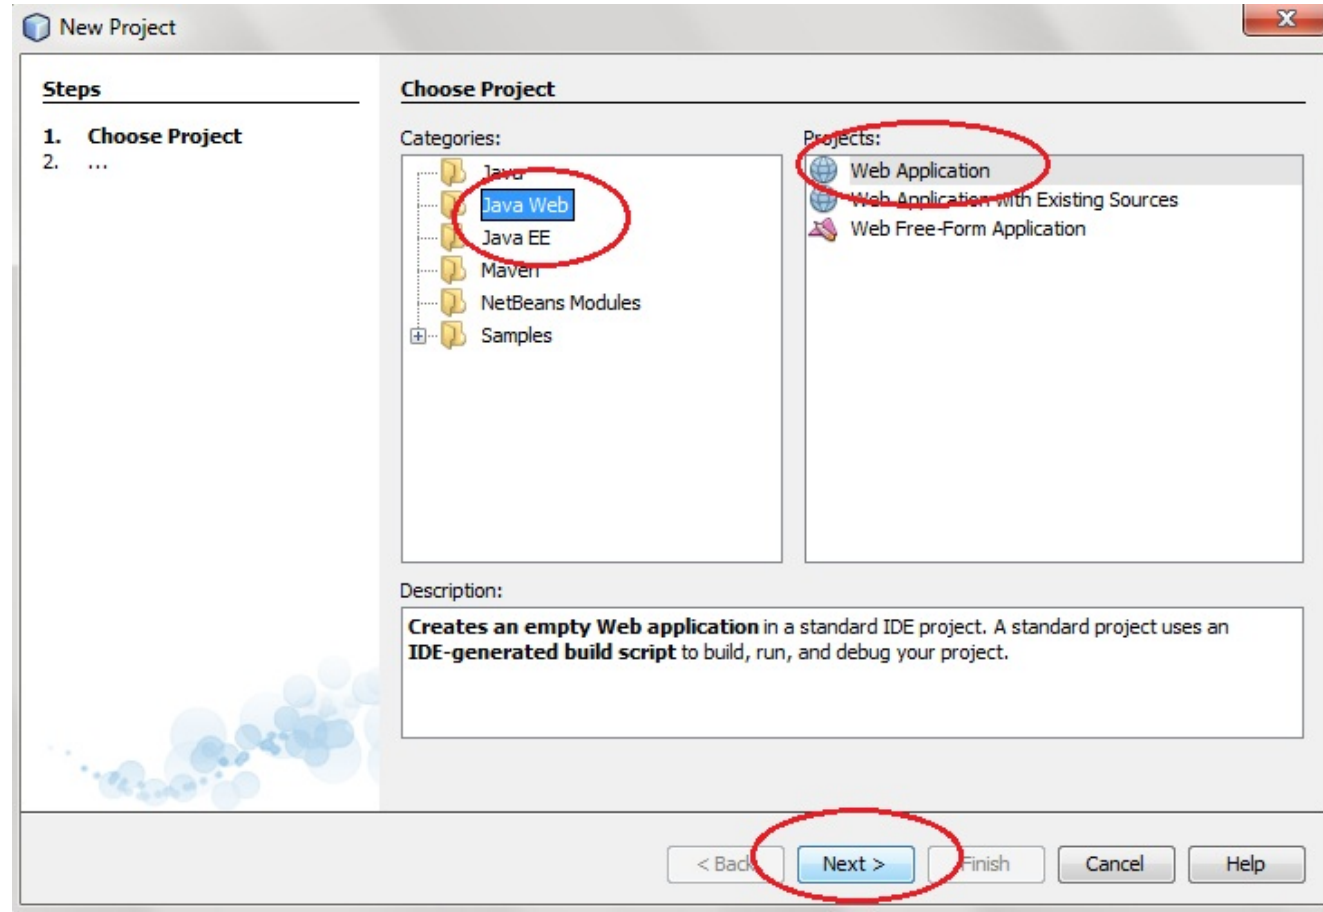 New Project
Steps
1. Choose Project
2. ...
Choose Project
Categories:
Java
Java Web
Java EE
Maven
NetBeans Modules
Samples
Projects:
Web Application
Web Application with Existing Sources
Web Free-Form Application
Description:
Creates an empty Web application in a standard IDE project. A standard project uses an
IDE-generated build script to build, run, and debug your project.
< Back
Next >
Finish
Cancel
Help